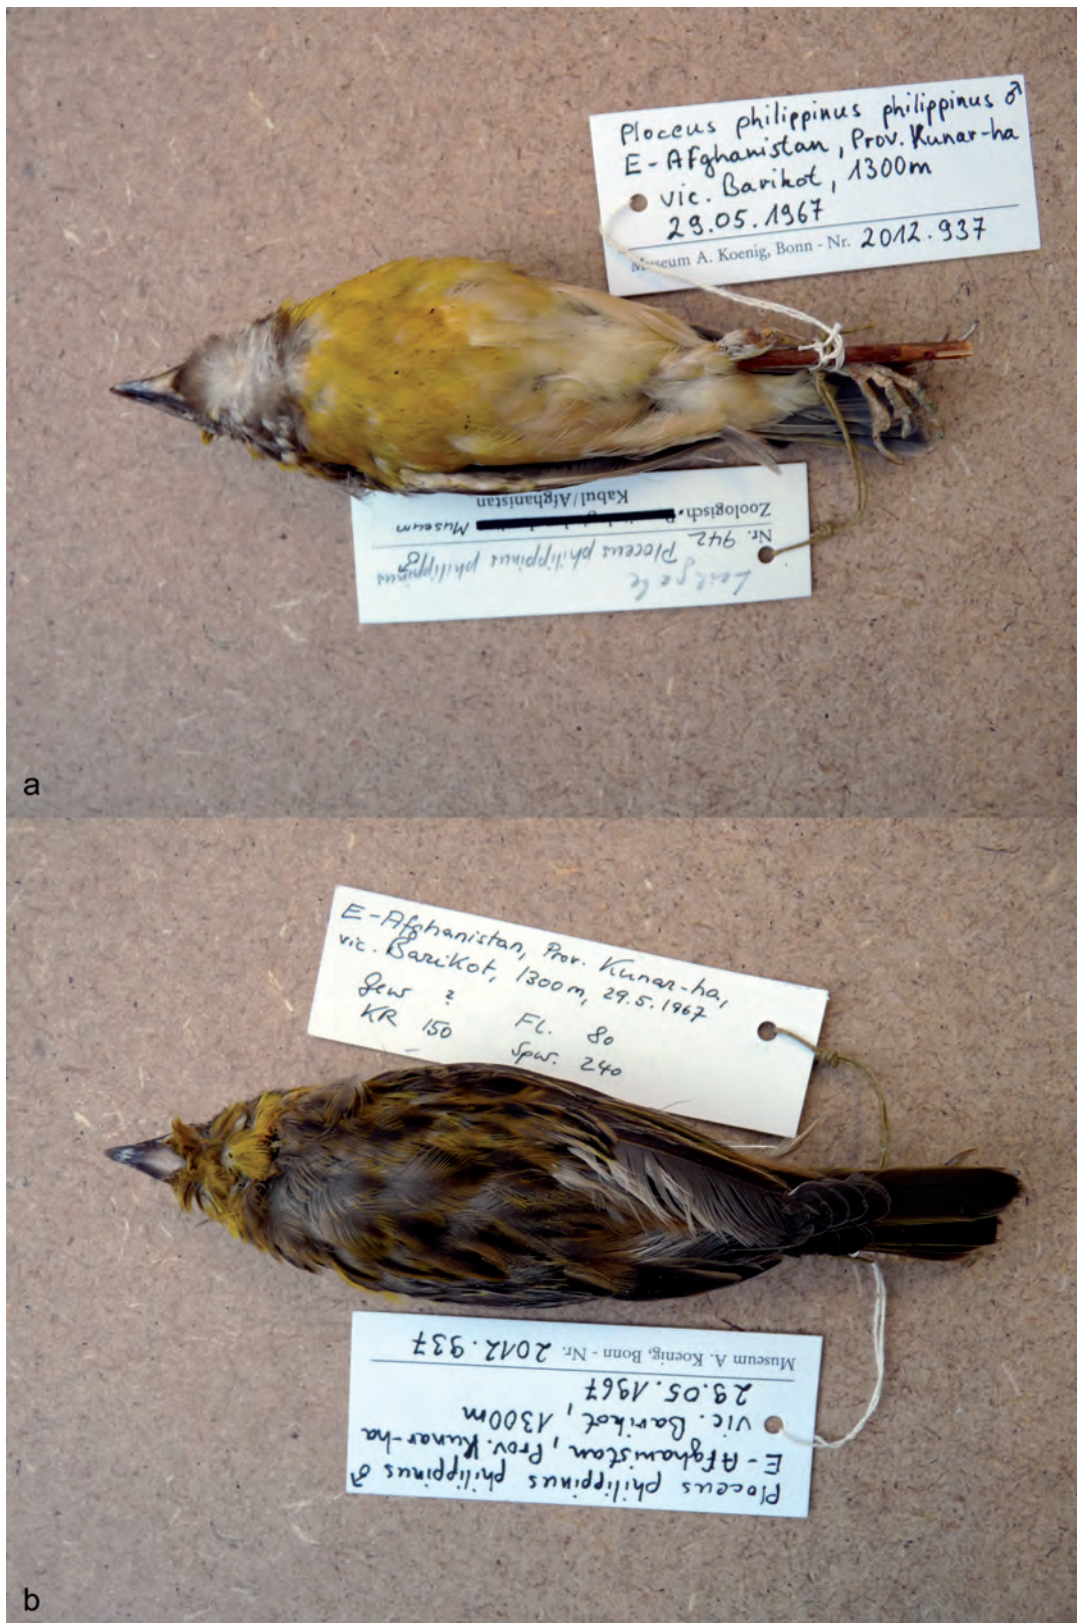 Ploceus philippinus philippinus ♂
E-Afghanistan, Prov. Kunar-ha
vic. Barikot, 1300m
29.05.1967
Museum A. Koenig, Bonn - Nr. 2012.937
Leihgabe
Nr. 942 Ploceus philippinus philippinus ♂
Zoologisch. Museum
Kabul/Afghanistan
a
E-Afghanistan, Prov. Kunar-ha,
vic. Barikot, 1300m, 29.5.1967
Gew ? Fl. 80
KR 150 Spw. 240
Ploceus philippinus philippinus ♂
E-Afghanistan, Prov. Kunar-ha
vic. Barikot, 1300m
29.05.1967
Museum A. Koenig, Bonn - Nr. 2012.937
b